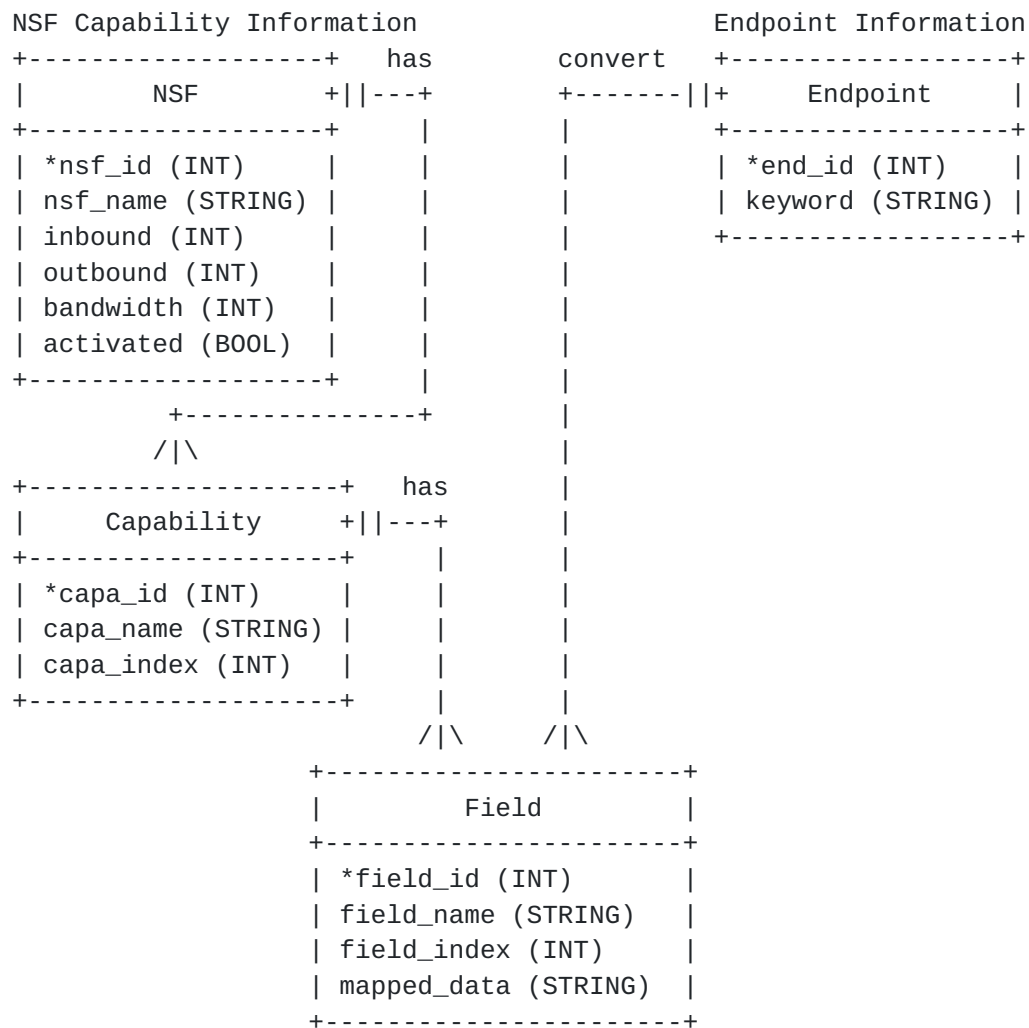 NSF Capability Information                   Endpoint Information
+-------------------+   has        convert   +------------------+
|        NSF        +||---+        +-------||+     Endpoint     |
+-------------------+     |        |         +------------------+
| *nsf_id (INT)     |     |        |         | *end_id (INT)    |
| nsf_name (STRING) |     |        |         | keyword (STRING) |
| inbound (INT)     |     |        |         +------------------+
| outbound (INT)    |     |        |
| bandwidth (INT)   |     |        |
| activated (BOOL)  |     |        |
+-------------------+     |        |
          +---------------+        |
         /|\                       |
+--------------------+   has       |
|     Capability     +||---+       |
+--------------------+     |       |
| *capa_id (INT)     |     |       |
| capa_name (STRING) |     |       |
| capa_index (INT)   |     |       |
+--------------------+     |       |
                          /|\     /|\
                   +-----------------------+
                   |         Field         |
                   +-----------------------+
                   | *field_id (INT)       |
                   | field_name (STRING)   |
                   | field_index (INT)     |
                   | mapped_data (STRING)  |
                   +-----------------------+